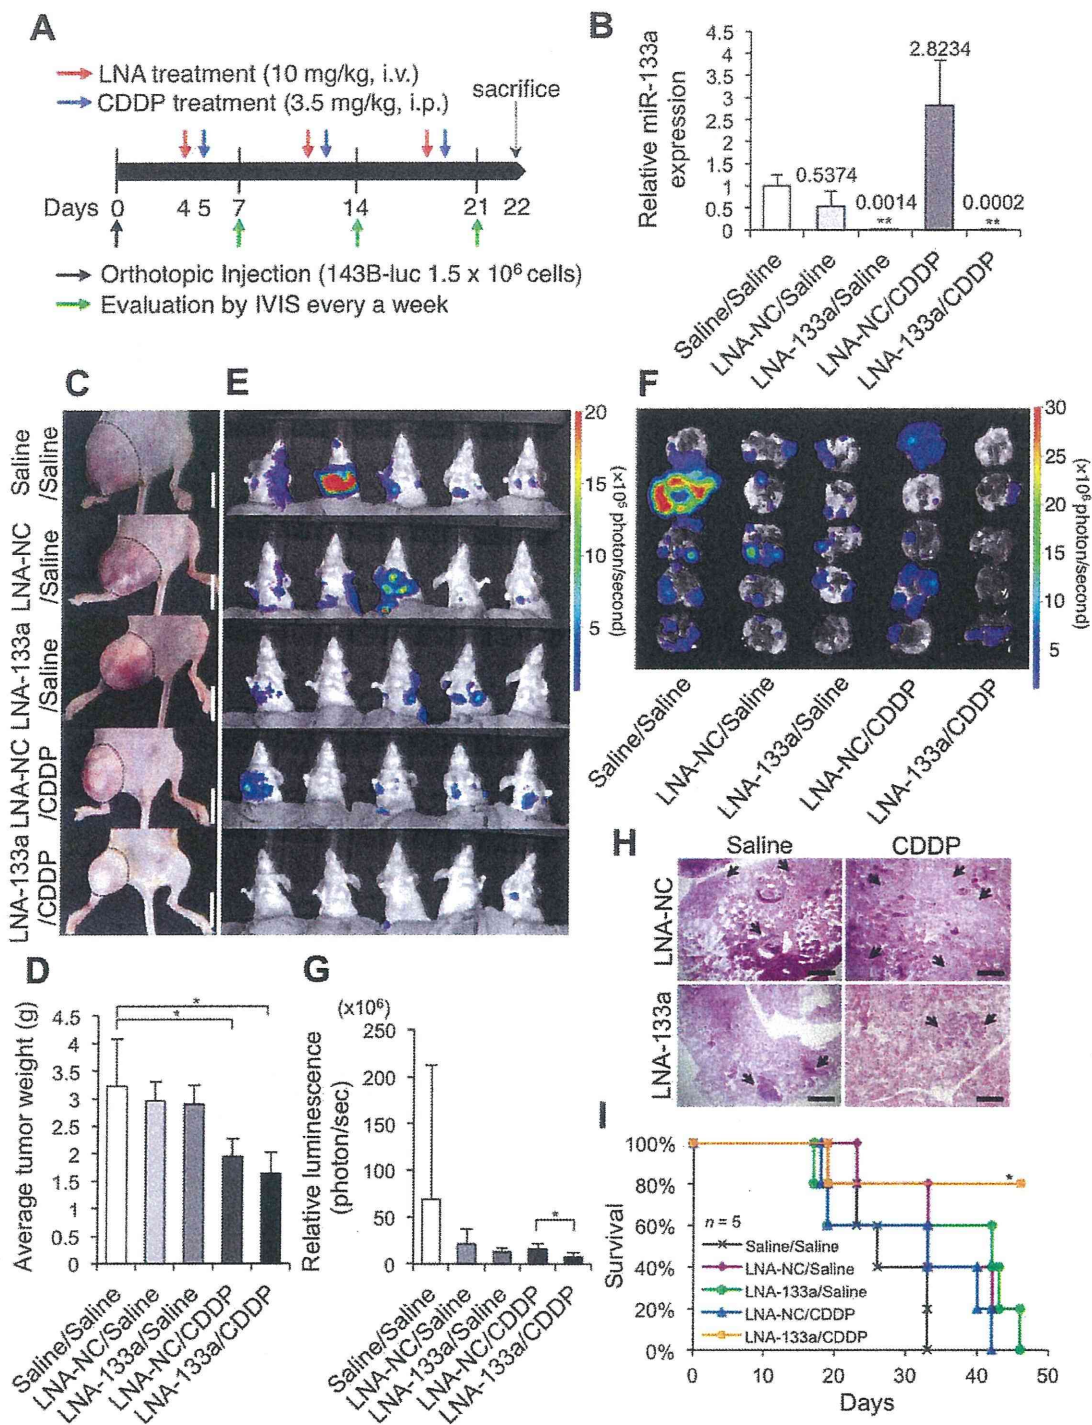 A
LNA treatment (10 mg/kg, i.v.)
CDDP treatment (3.5 mg/kg, i.p.)
sacrifice
Days 0 4 5 7 14 21 22
Orthotopic Injection (143B-luc 1.5 x 10⁶ cells)
Evaluation by IVIS every a week
B
Relative miR-133a
expression
4.5
4
3.5
3
2.5
2
1.5
1
0.5
0
0.5374
0.0014
**
2.8234
0.0002
**
Saline/Saline
LNA-NC/Saline
LNA-133a/Saline
LNA-NC/CDDP
LNA-133a/CDDP
C
Saline
/Saline
LNA-NC
/Saline
LNA-133a
/Saline
LNA-NC
/CDDP
LNA-133a
/CDDP
E
20
15
10
5
(x10⁵ photon/second)
F
30
25
20
15
10
5
(x10⁶ photon/second)
Saline/Saline
LNA-NC/Saline
LNA-133a/Saline
LNA-NC/CDDP
LNA-133a/CDDP
D
Average tumor weight (g)
4.5
4
3.5
3
2.5
2
1.5
1
0.5
0
*
*
Saline/Saline
LNA-NC/Saline
LNA-133a/Saline
LNA-NC/CDDP
LNA-133a/CDDP
G
(x10⁶)
Relative luminescence
(photon/sec)
250
200
150
100
50
0
*
Saline/Saline
LNA-NC/Saline
LNA-133a/Saline
LNA-NC/CDDP
LNA-133a/CDDP
H
Saline CDDP
LNA-NC
LNA-133a
I
Survival
100%
80%
60%
40%
20%
0%
*
n = 5
Saline/Saline
LNA-NC/Saline
LNA-133a/Saline
LNA-NC/CDDP
LNA-133a/CDDP
0 10 20 30 40 50
Days